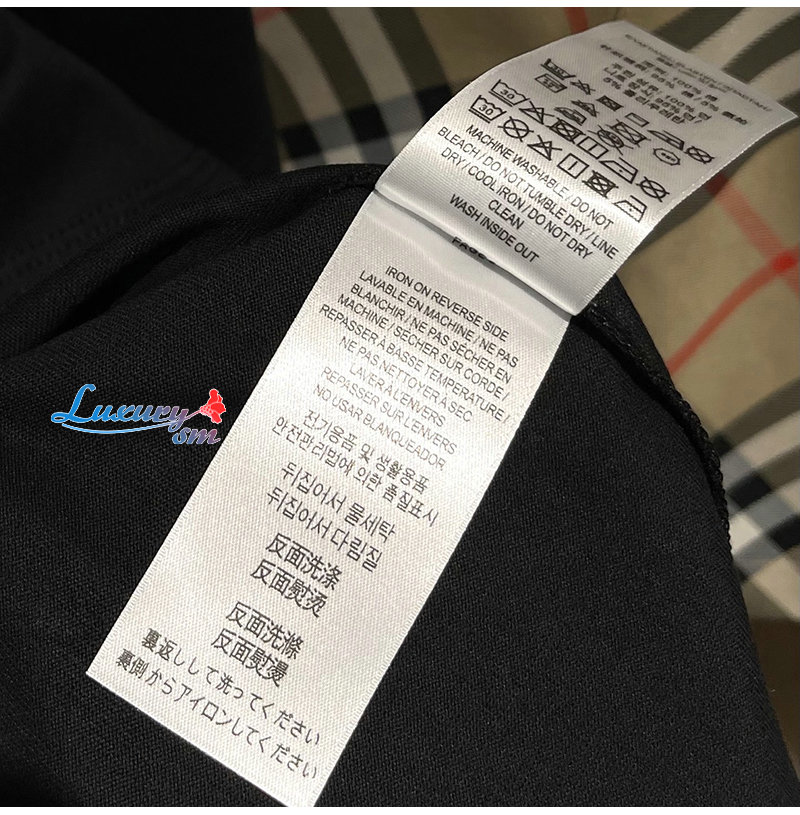 30
30
MACHINE WASHABLE / DO NOT
BLEACH / DO NOT TUMBLE DRY / LINE
DRY / COOL IRON / DO NOT DRY
CLEAN
WASH INSIDE OUT
IRON ON REVERSE SIDE
LAVABLE EN MACHINE / NE PAS
BLANCHIR / NE PAS SÉCHER EN
MACHINE / SÉCHER SUR CORDE /
REPASSER À BASSE TEMPERATURE /
NE PAS NETTOYER À SEC
LAVER À L'ENVERS
REPASSER SUR L'ENVERS
NO USAR BLANQUEADOR
전기용품 및 생활용품
안전관리법에 의한 품질표시
뒤집어서 물세탁
뒤집어서 다림질
反面洗涤
反面熨烫
反面洗滌
反面熨燙
裏返しして洗ってください
裏側からアイロンしてください
Luxury
sm